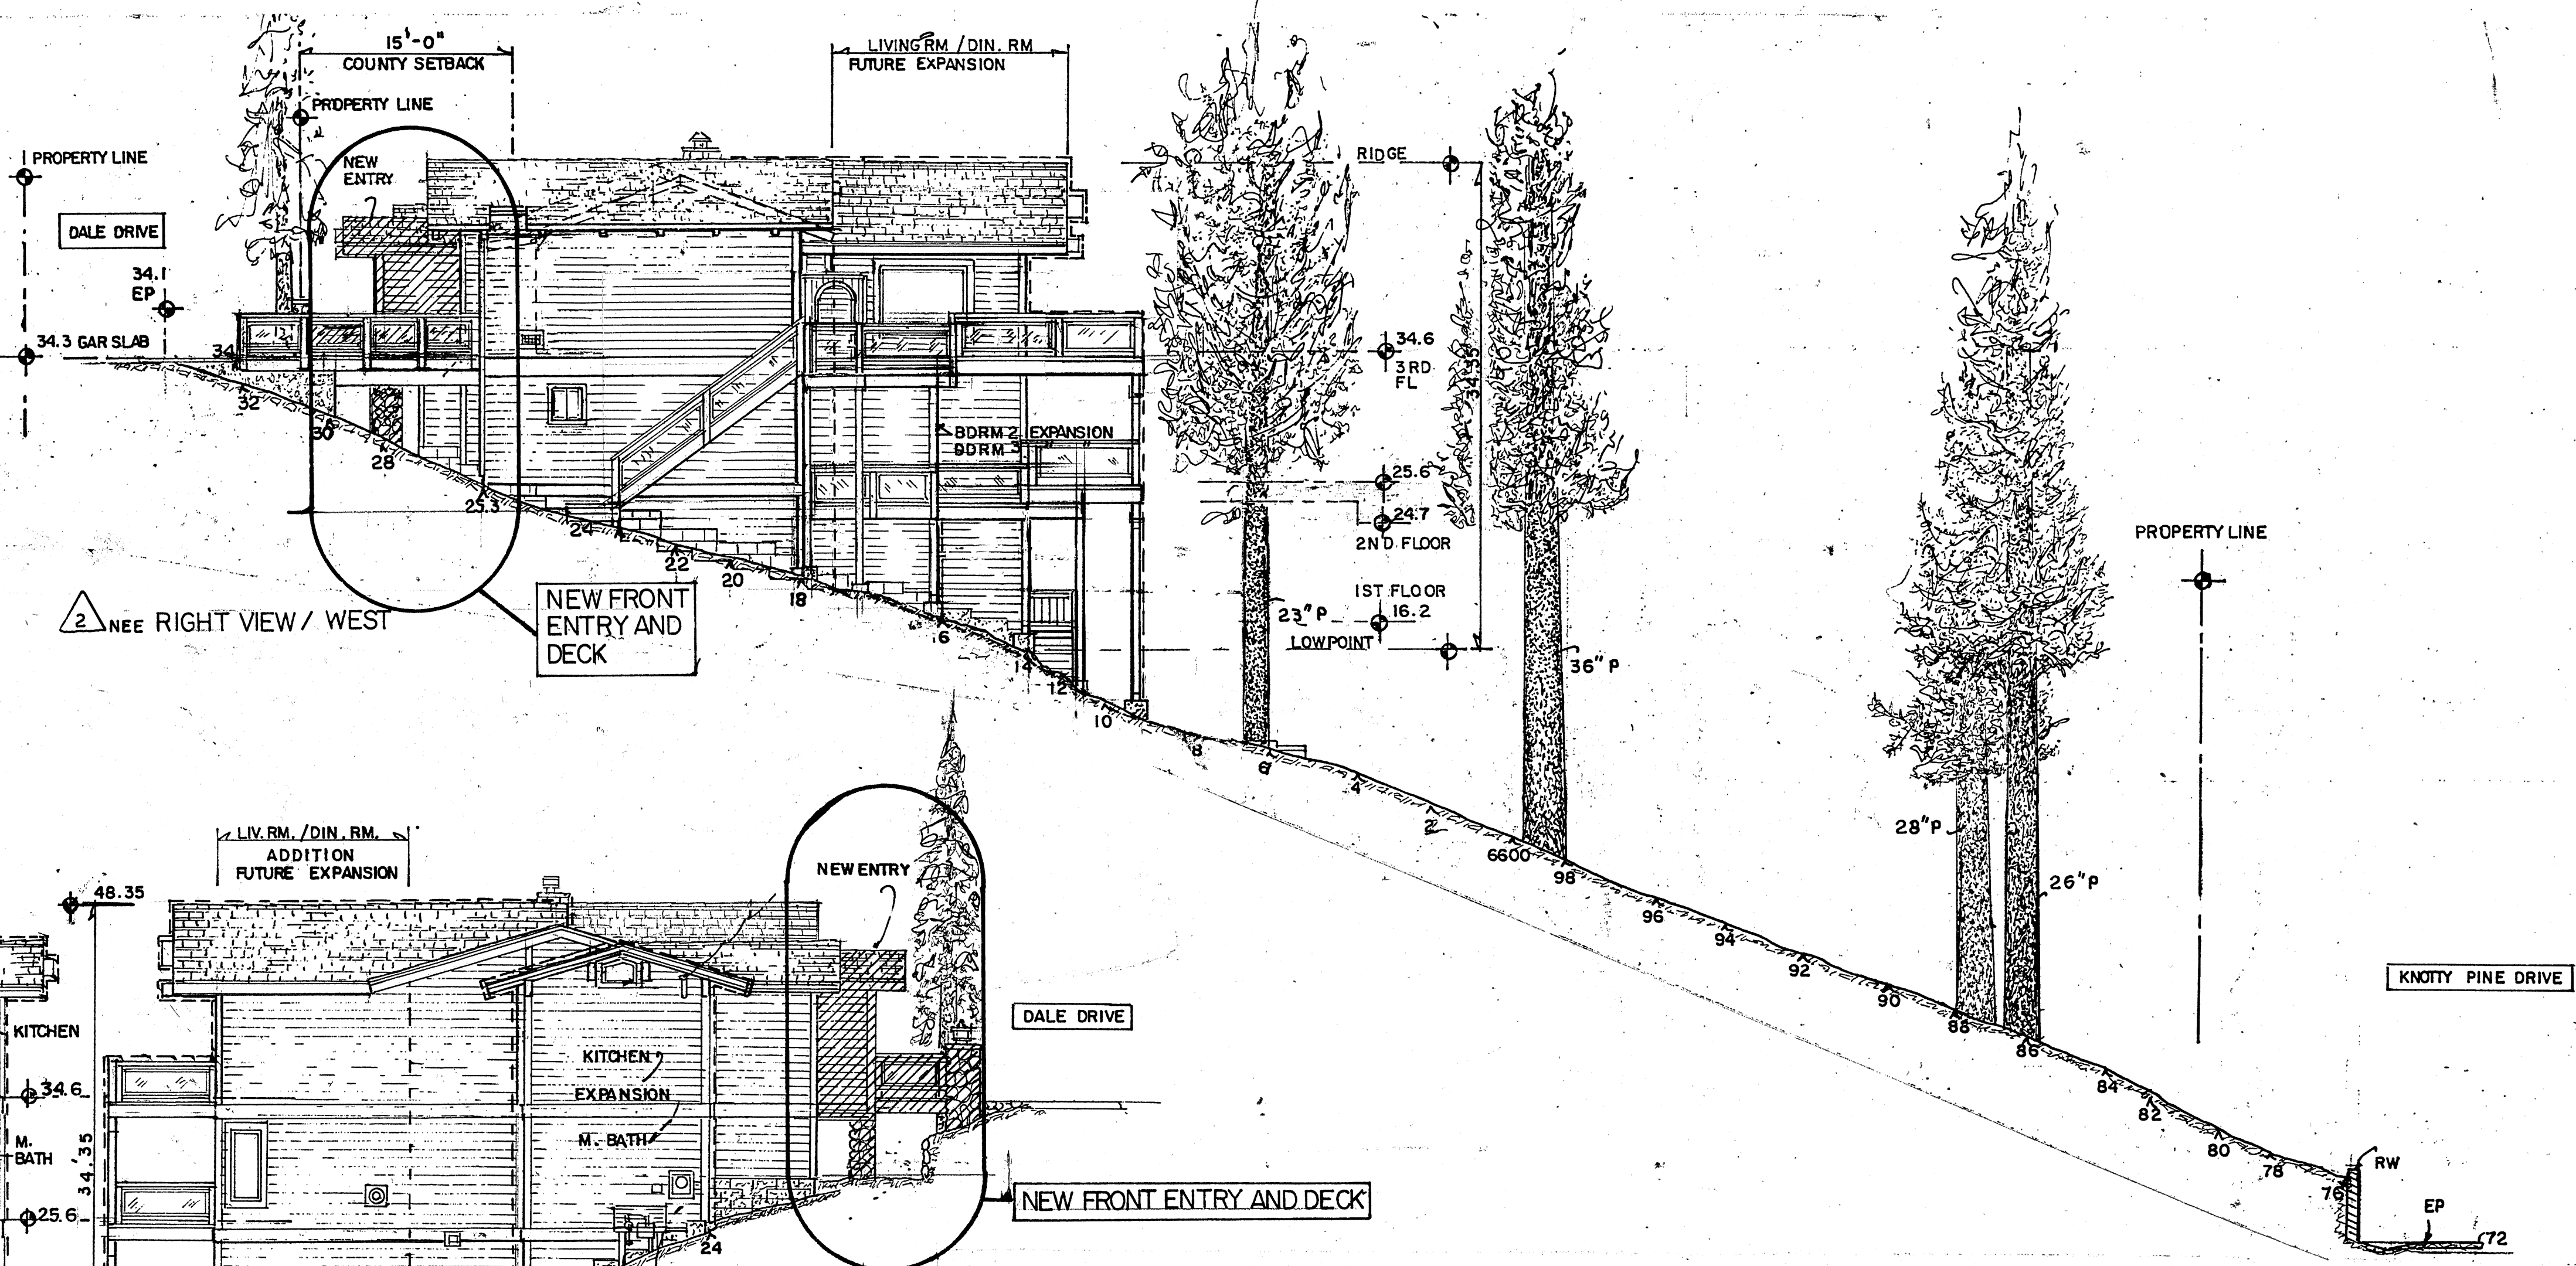 15'-0"
COUNTY SETBACK
PROPERTY LINE
LIVING RM / DIN. RM
FUTURE EXPANSION
PROPERTY LINE
NEW
ENTRY
RIDGE
DALE DRIVE
34.1
EP
34.3 GAR SLAB
34
32
30
28
25.3
24
22
20
18
16
14
12
10
8
6
4
2
6600
98
96
94
92
90
88
86
84
82
80
78
76
34.6
3RD
FL
34.35
BDRM 2 EXPANSION
BDRM 3 " "
25.6
24.7
2ND FLOOR
1ST FLOOR
16.2
LOWPOINT
23" P
36" P
28" P
26" P
PROPERTY LINE
2 NEE RIGHT VIEW / WEST
NEW FRONT
ENTRY AND
DECK
KNOTTY PINE DRIVE
RW
EP
72
LIV. RM. / DIN. RM.
ADDITION
FUTURE EXPANSION
48.35
NEW ENTRY
DALE DRIVE
KITCHEN
34.6
M.
BATH
34.35
25.6
KITCHEN
EXPANSION
M. BATH
24
NEW FRONT ENTRY AND DECK